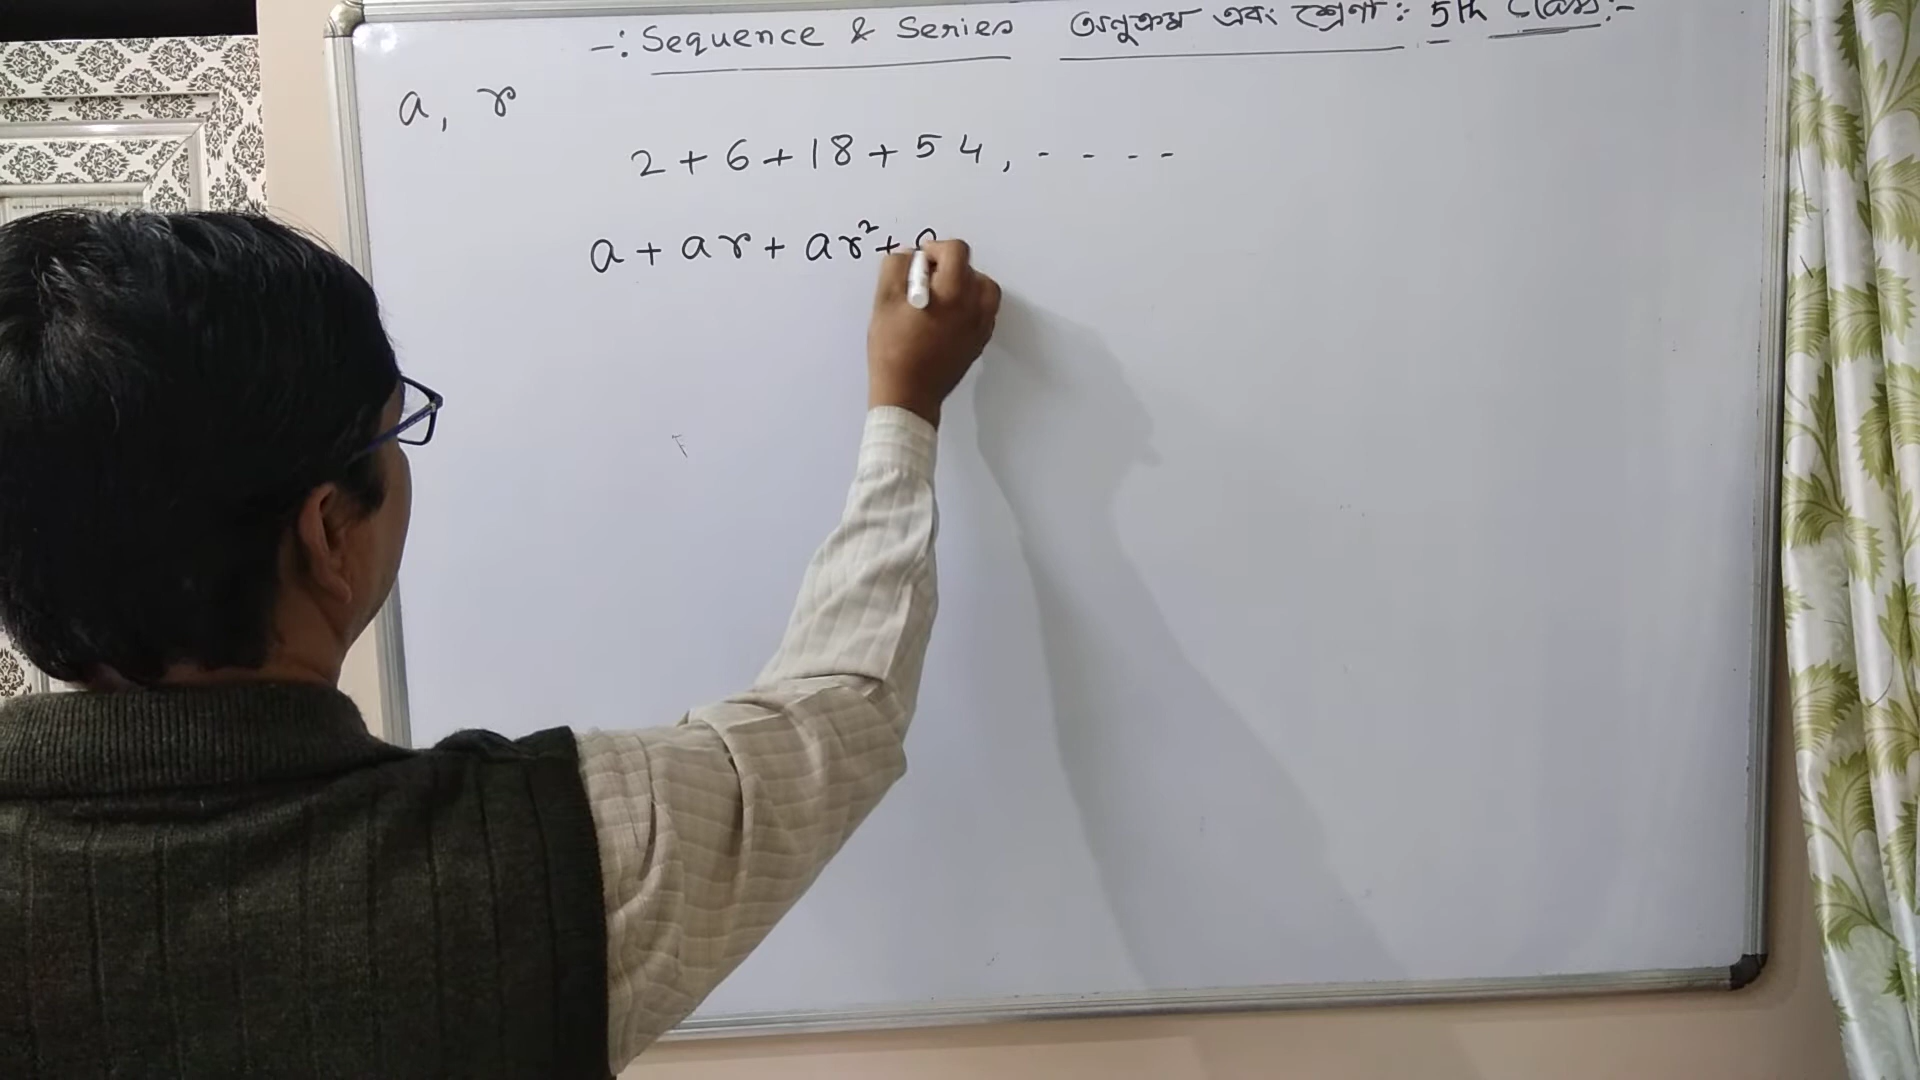 -: Sequence & Series অনুক্রম এবং শ্রেণী : 5th Class :-
a, r
2 + 6 + 18 + 54, - - - -
a + ar + ar² + a